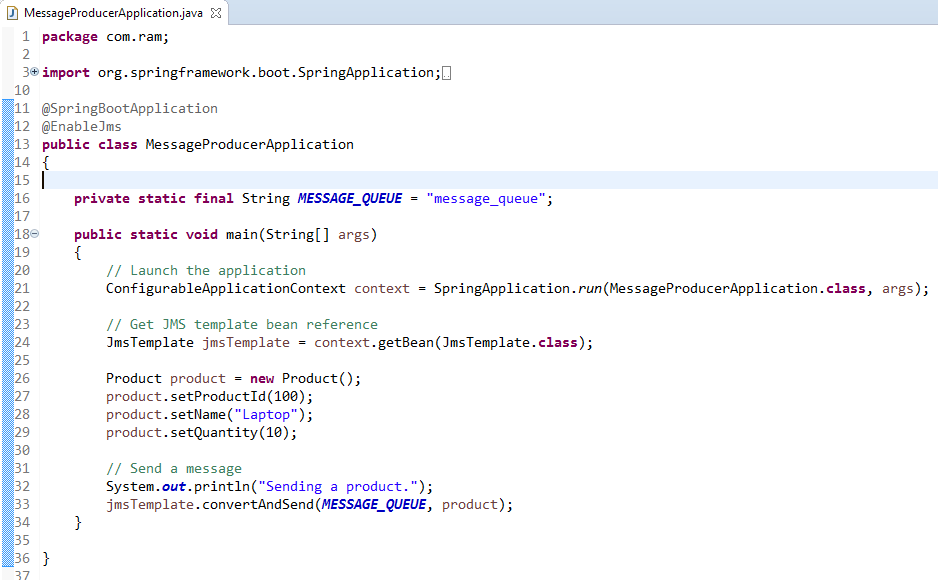 MessageProducerApplication.java
1 package com.ram;
2
3 import org.springframework.boot.SpringApplication;
10
11 @SpringBootApplication
12 @EnableJms
13 public class MessageProducerApplication
14 {
15
16     private static final String MESSAGE_QUEUE = "message_queue";
17
18     public static void main(String[] args)
19     {
20         // Launch the application
21         ConfigurableApplicationContext context = SpringApplication.run(MessageProducerApplication.class, args);
22
23         // Get JMS template bean reference
24         JmsTemplate jmsTemplate = context.getBean(JmsTemplate.class);
25
26         Product product = new Product();
27         product.setProductId(100);
28         product.setName("Laptop");
29         product.setQuantity(10);
30
31         // Send a message
32         System.out.println("Sending a product.");
33         jmsTemplate.convertAndSend(MESSAGE_QUEUE, product);
34     }
35
36 }
37